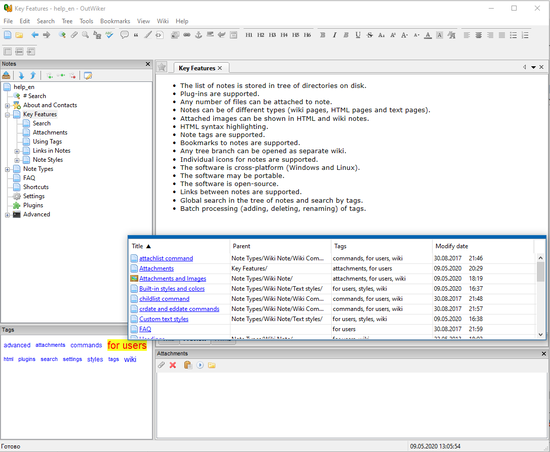 Key Features - help_en - OutWiker
File Edit Search Tree Tools Bookmarks View Wiki Help
H1 H2 H3 H4 H5 H6
Notes
help_en
# Search
About and Contacts
Key Features
Search
Attachments
Using Tags
Links in Notes
Note Styles
Note Types
FAQ
Shortcuts
Settings
Plugins
Advanced
Key Features
The list of notes is stored in tree of directories on disk.
Plug-ins are supported.
Any number of files can be attached to note.
Notes can be of different types (wiki pages, HTML pages and text pages).
Attached images can be shown in HTML and wiki notes.
HTML syntax highlighting.
Note tags are supported.
Bookmarks to notes are supported.
Any tree branch can be opened as separate wiki.
Individual icons for notes are supported.
The software is cross-platform (Windows and Linux).
The software may be portable.
The software is open-source.
Links between notes are supported.
Global search in the tree of notes and search by tags.
Batch processing (adding, deleting, renaming) of tags.
Title Parent Tags Modify date
attachlist command Note Types/Wiki Note/Wiki Com... commands, for users, wiki 30.08.2017 21:46
Attachments Key Features/ attachments, for users 09.05.2020 20:29
Attachments and Images Note Types/Wiki Note/ attachments, for users, wiki 09.05.2020 18:19
Built-in styles and colors Note Types/Wiki Note/Text styles/ for users, styles, wiki 09.05.2020 16:37
childlist command Note Types/Wiki Note/Wiki Com... commands, for users, wiki 30.08.2017 21:48
crdate and eddate commands Note Types/Wiki Note/Wiki Com... commands, for users, wiki 30.08.2017 21:57
Custom text styles Note Types/Wiki Note/Text styles/ for users, styles, wiki 09.05.2020 16:38
FAQ for users 30.08.2017 21:59
Tags
advanced attachments commands for users
html plugins search settings styles tags wiki
Attachments
Готово 09.05.2020 13:05:54